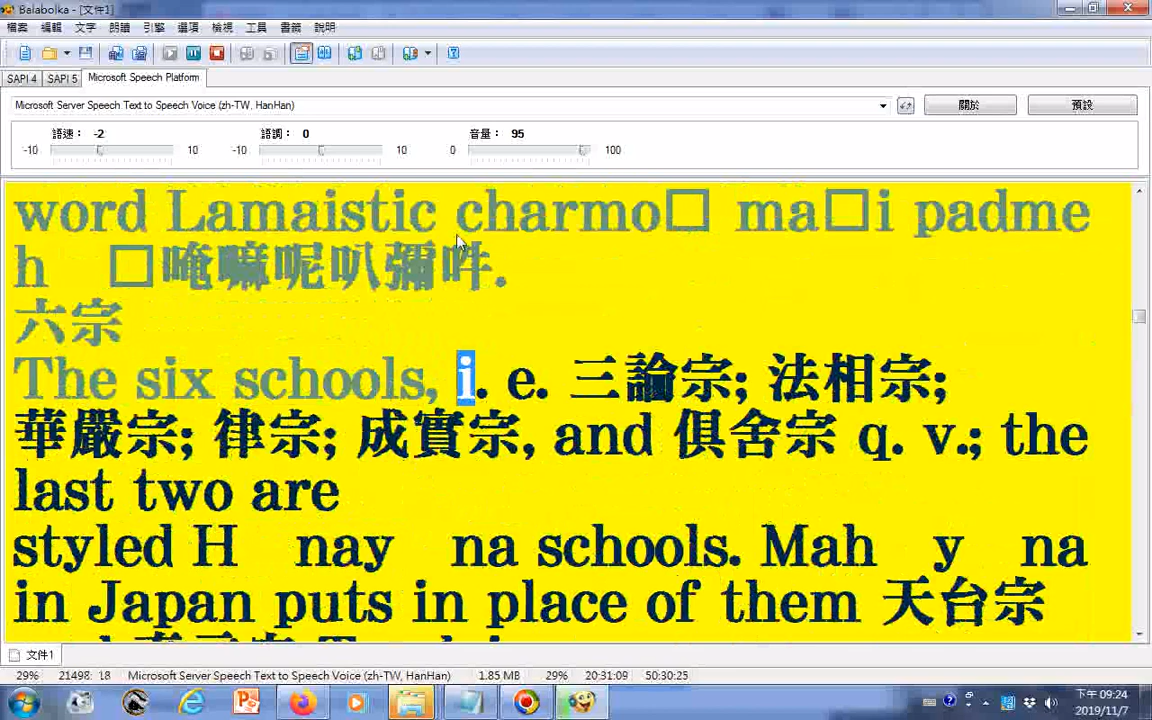 Balabolka - [文件1]
檔案 編輯 文字 朗讀 引擎 選項 檢視 工具 書籤 說明
SAPI 4 SAPI 5 Microsoft Speech Platform
Microsoft Server Speech Text to Speech Voice (zh-TW, HanHan) 關於 預設
語速： -2 語調： 0 音量： 95
-10 10 -10 10 0 100
word Lamaistic charmo□ ma□i padme
h □唵嘛呢叭彌吽.
六宗
The six schools, i. e. 三論宗; 法相宗;
華嚴宗; 律宗; 成實宗, and 俱舍宗 q. v.; the
last two are
styled H nay na schools. Mah y na
in Japan puts in place of them 天台宗
文件1
29% 21498: 18 Microsoft Server Speech Text to Speech Voice (zh-TW, HanHan) 1.85 MB 29% 20:31:09 50:30:25
下午 09:24
2019/11/7